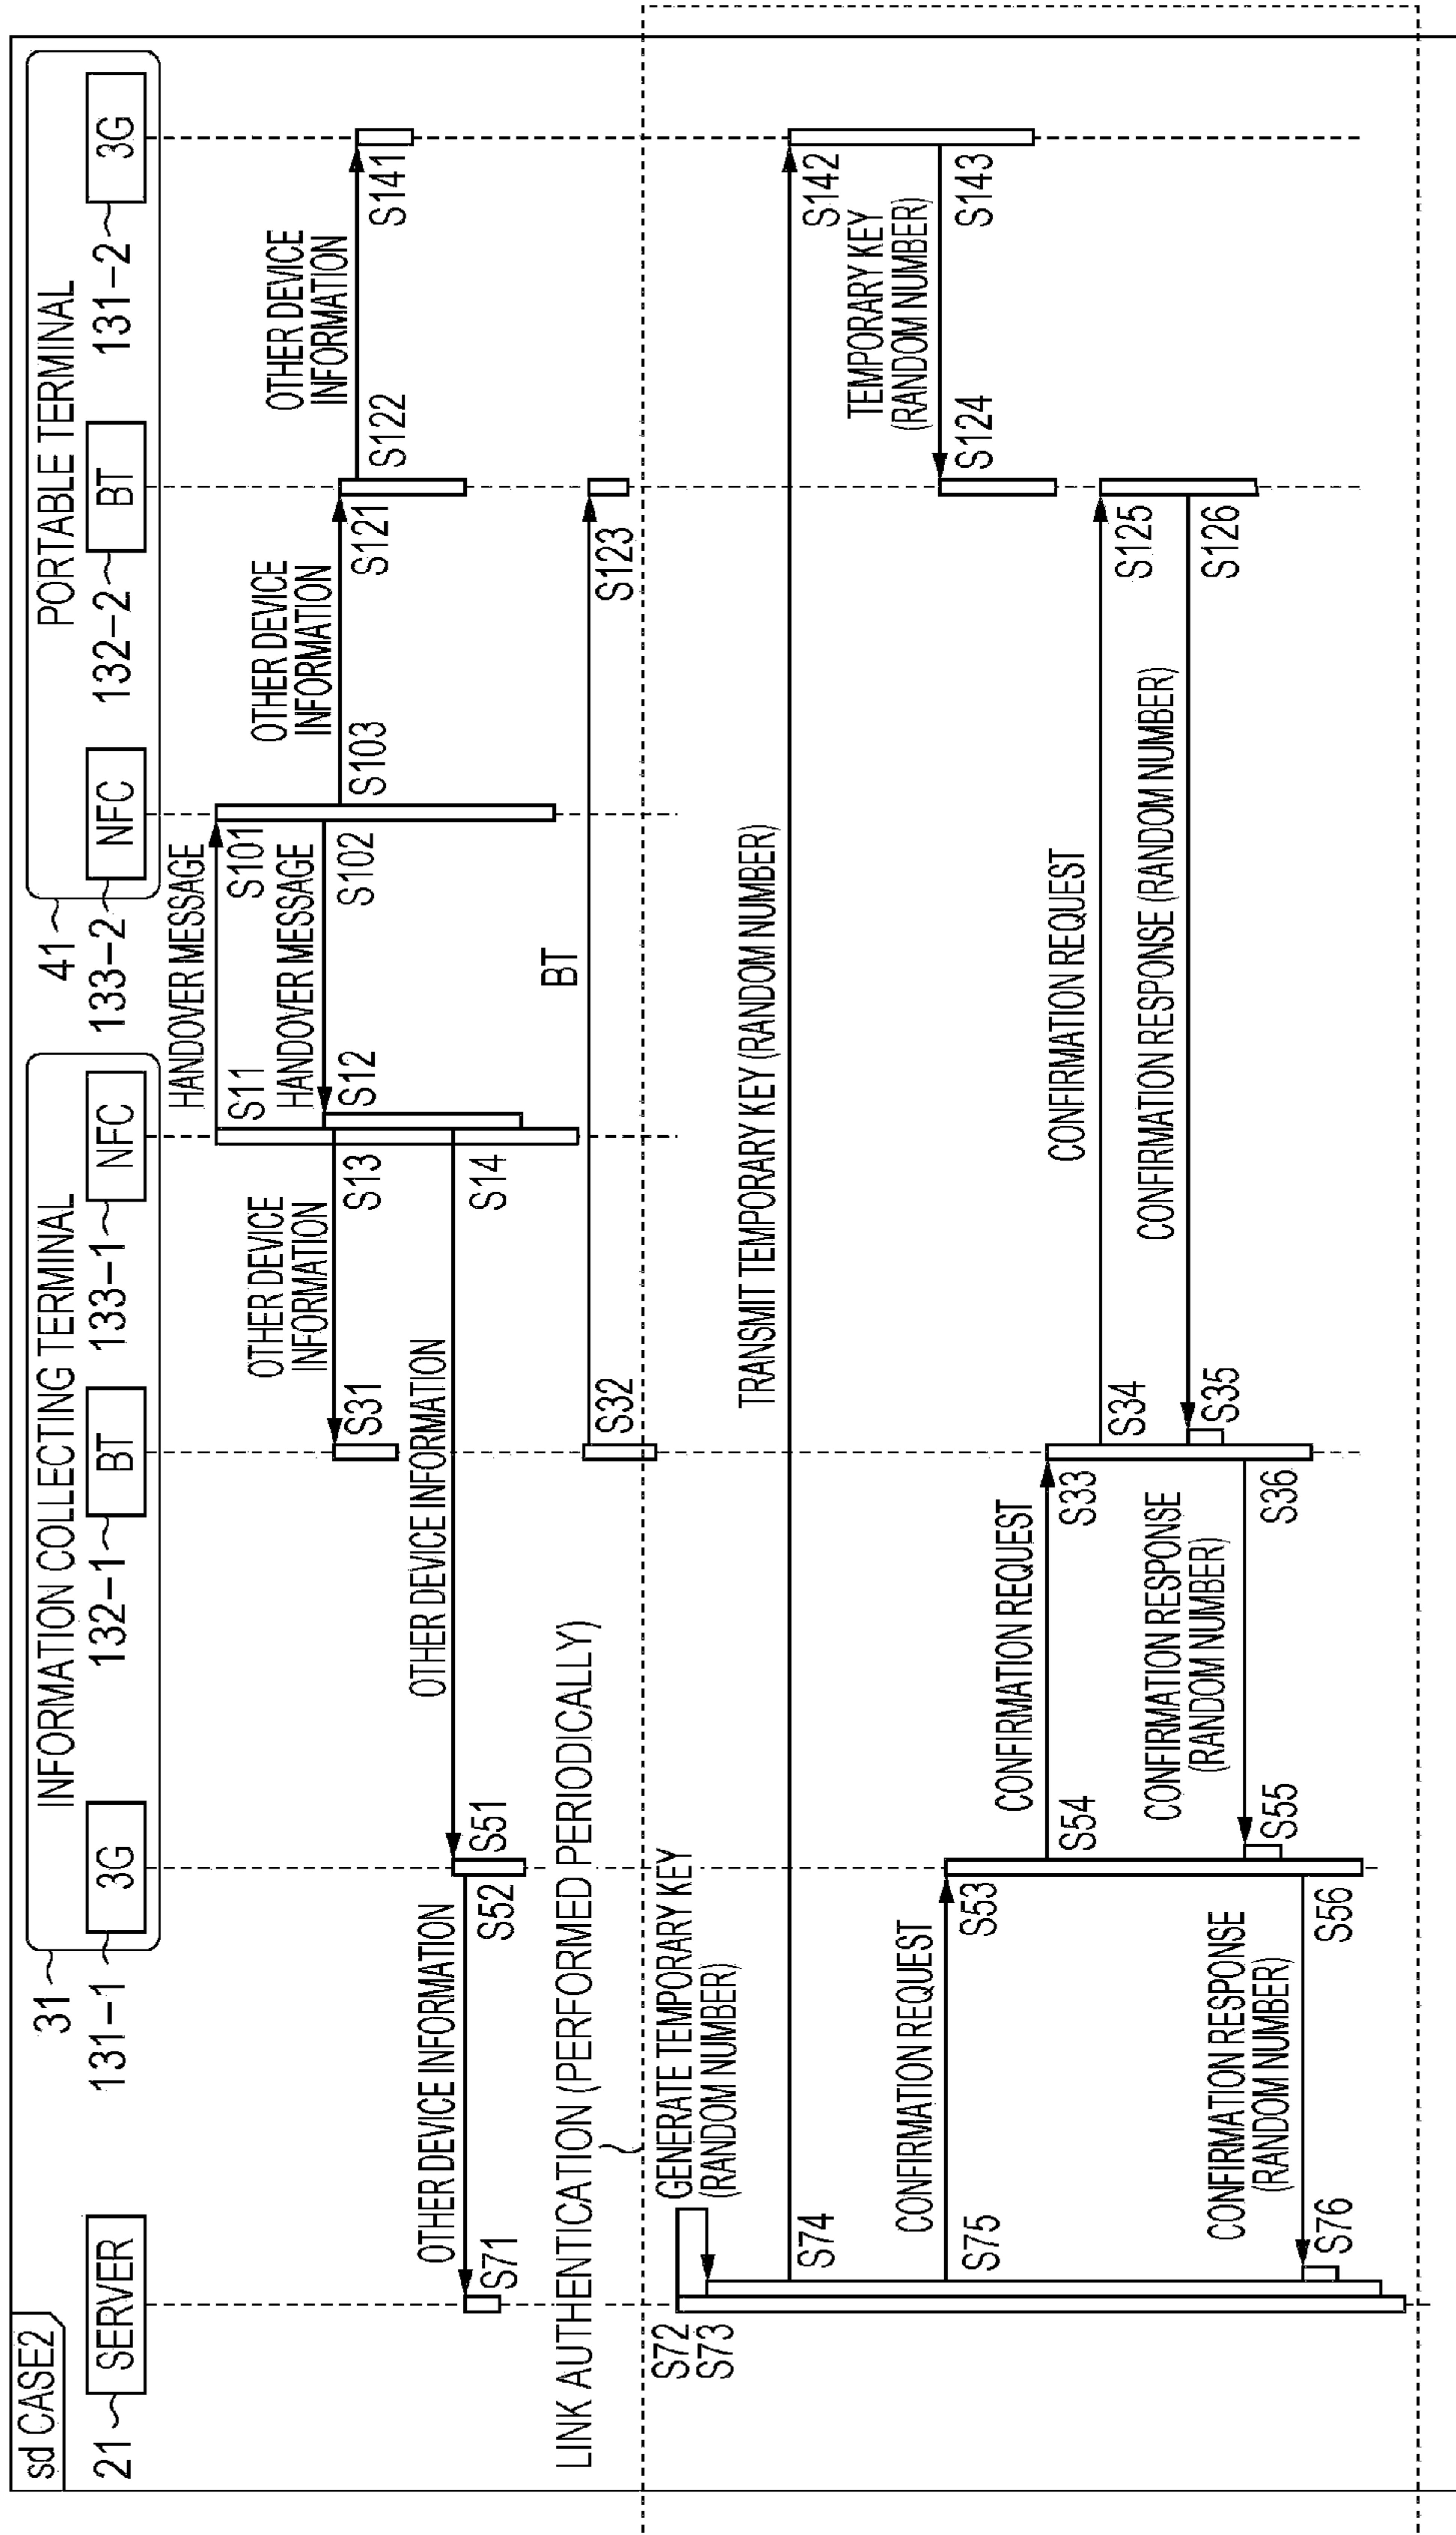 sd CASE2
21
SERVER
31
INFORMATION COLLECTING TERMINAL
131-1
3G
132-1
BT
133-1
NFC
41
PORTABLE TERMINAL
133-2
NFC
132-2
BT
131-2
3G
HANDOVER MESSAGE
S11
S101
HANDOVER MESSAGE
S12
S102
OTHER DEVICE
INFORMATION
S31
S13
OTHER DEVICE
INFORMATION
S103
S121
OTHER DEVICE
INFORMATION
S122
S141
OTHER DEVICE INFORMATION
S51
S14
OTHER DEVICE INFORMATION
S71
S52
BT
S32
S123
LINK AUTHENTICATION (PERFORMED PERIODICALLY)
S72
S73
GENERATE TEMPORARY KEY
(RANDOM NUMBER)
TRANSMIT TEMPORARY KEY (RANDOM NUMBER)
S74
S142
TEMPORARY KEY
(RANDOM NUMBER)
S124
S143
CONFIRMATION REQUEST
S75
S53
CONFIRMATION REQUEST
S54
S33
CONFIRMATION REQUEST
S34
S125
CONFIRMATION RESPONSE (RANDOM NUMBER)
S35
S126
CONFIRMATION RESPONSE
(RANDOM NUMBER)
S55
S36
CONFIRMATION RESPONSE
(RANDOM NUMBER)
S76
S56